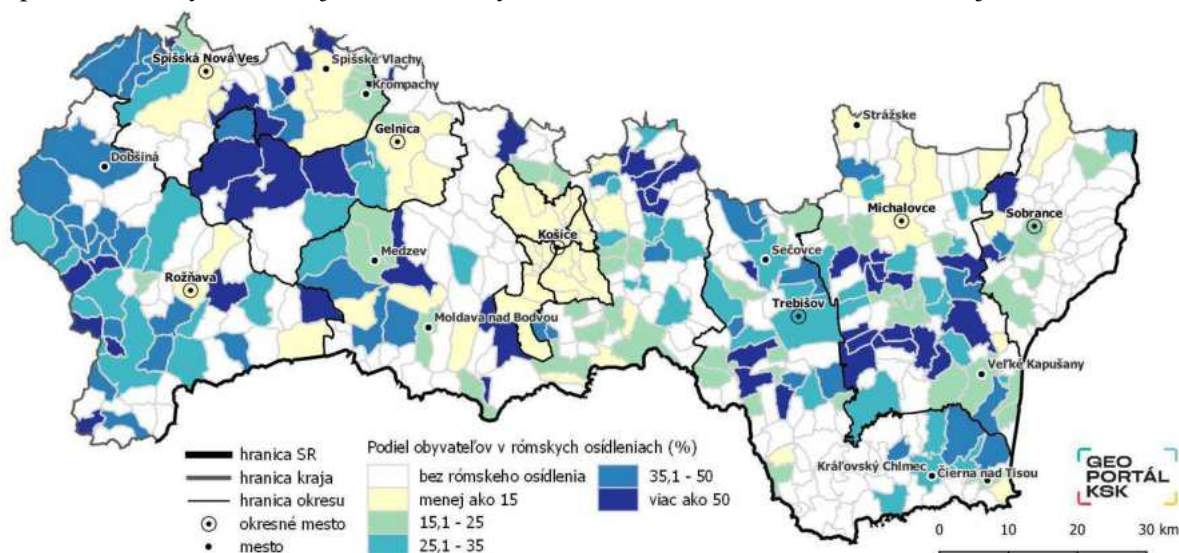 Spišská Nová Ves
Spišské Vlachy
Krompachy
Gelnica
Strážske
Dobšiná
Michalovce
Sobrance
Košice
Medzev
Sečovce
Rožňava
Trebišov
Moldava nad Bodvou
Veľké Kapušany
Kráľovský Chlmec
Čierna nad Tisou
hranica SR
hranica kraja
hranica okresu
okresné mesto
mesto
Podiel obyvateľov v rómskych osídleniach (%)
bez rómskeho osídlenia
menej ako 15
15,1 - 25
25,1 - 35
35,1 - 50
viac ako 50
GEO
PORTÁL
KSK
0 10 20 30 km